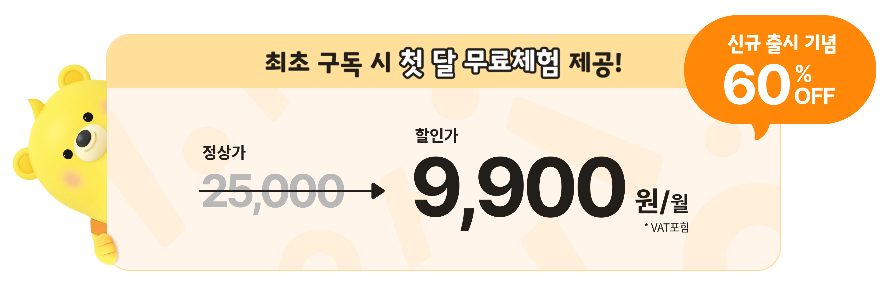 최초 구독 시 첫 달 무료체험 제공!
신규 출시 기념
60% OFF
정상가
25,000
할인가
9,900 원/월
* VAT포함